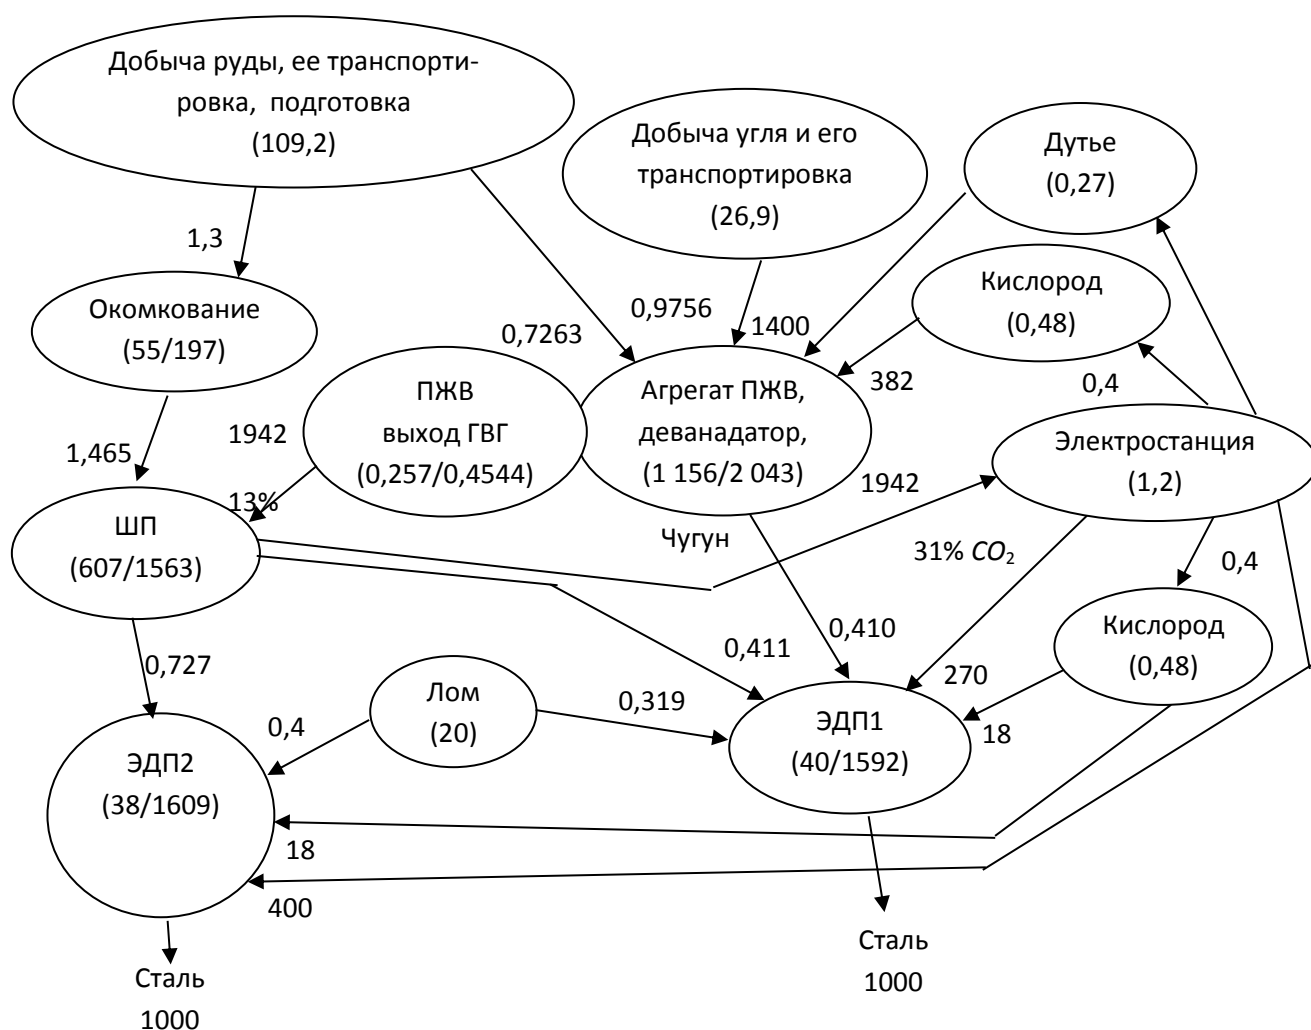 Добыча руды, ее транспорти-
ровка, подготовка
(109,2)
Добыча угля и его
транспортировка
(26,9)
Дутье
(0,27)
1,3
Окомкование
(55/197)
0,7263
0,9756
1400
Кислород
(0,48)
382
0,4
ПЖВ
выход ГВГ
(0,257/0,4544)
Агрегат ПЖВ,
деванадатор,
(1 156/2 043)
Электростанция
(1,2)
1,465
1942
13%
1942
ШП
(607/1563)
Чугун
31% CO₂
0,4
Кислород
(0,48)
0,727
0,411
0,410
270
18
Лом
(20)
0,319
0,4
ЭДП2
(38/1609)
ЭДП1
(40/1592)
18
400
Сталь
1000
Сталь
1000